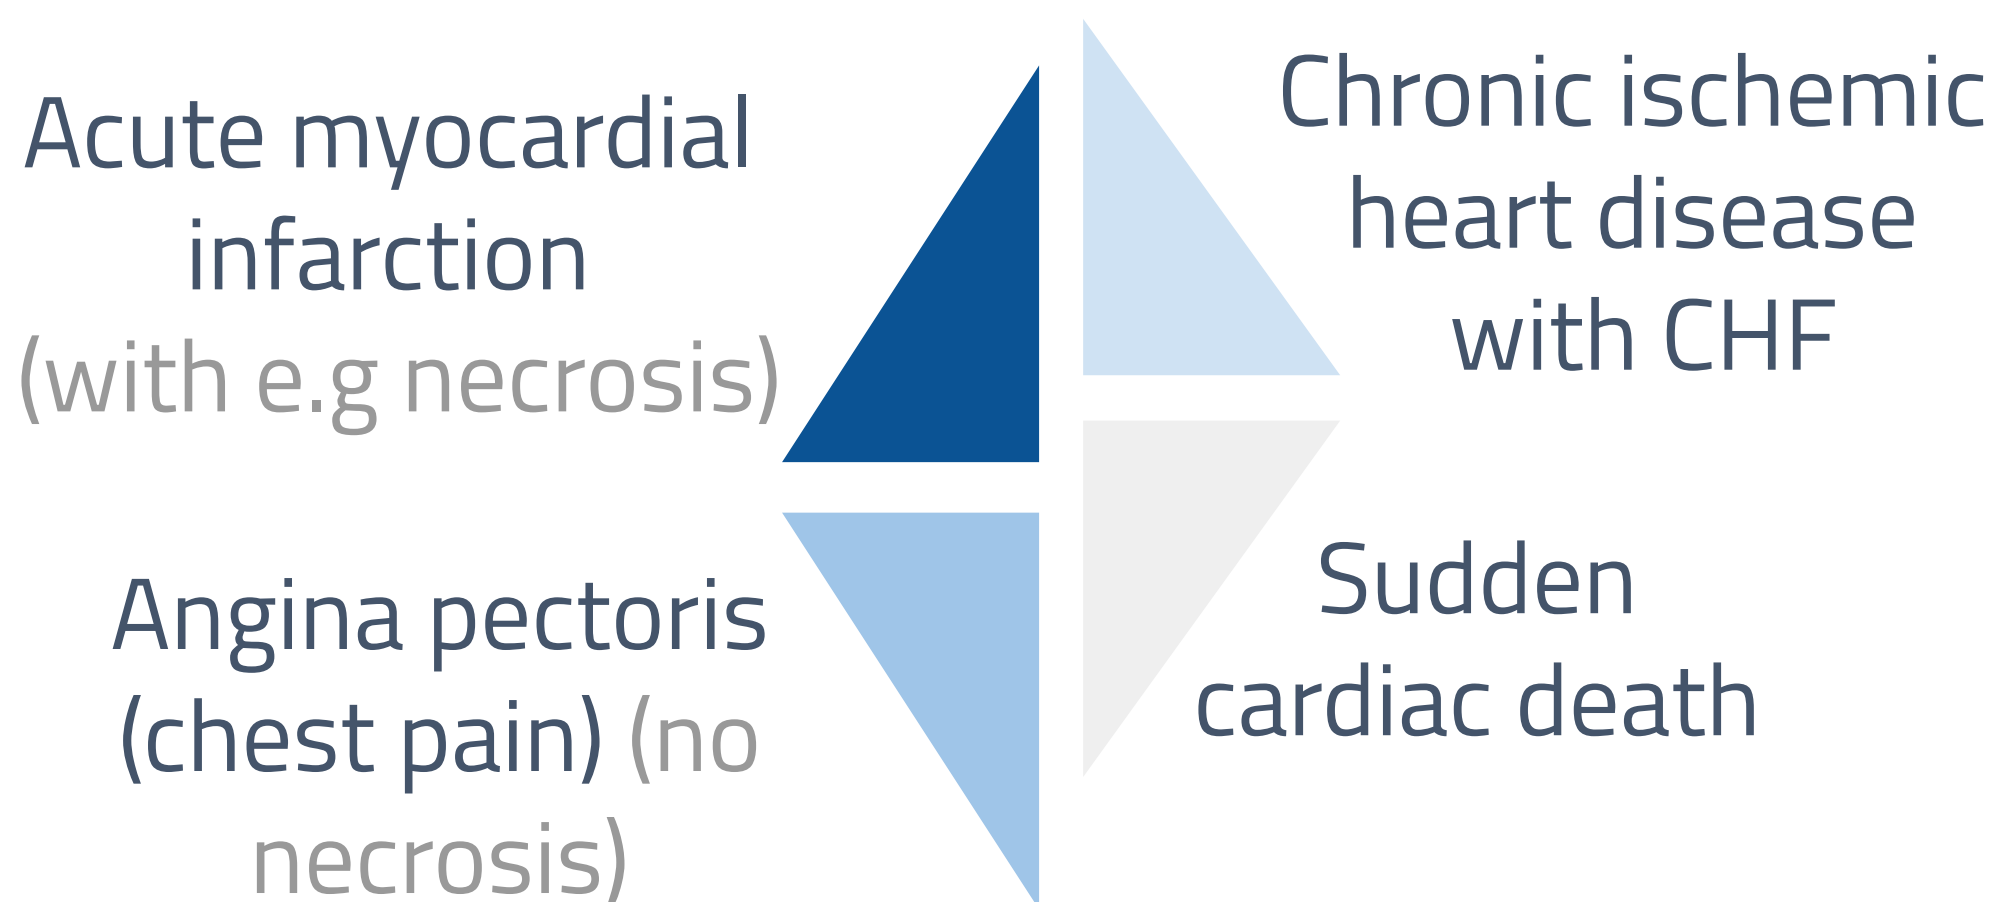 Acute myocardial
infarction
(with e.g necrosis)
Chronic ischemic
heart disease
with CHF
Angina pectoris
(chest pain) (no
necrosis)
Sudden
cardiac death